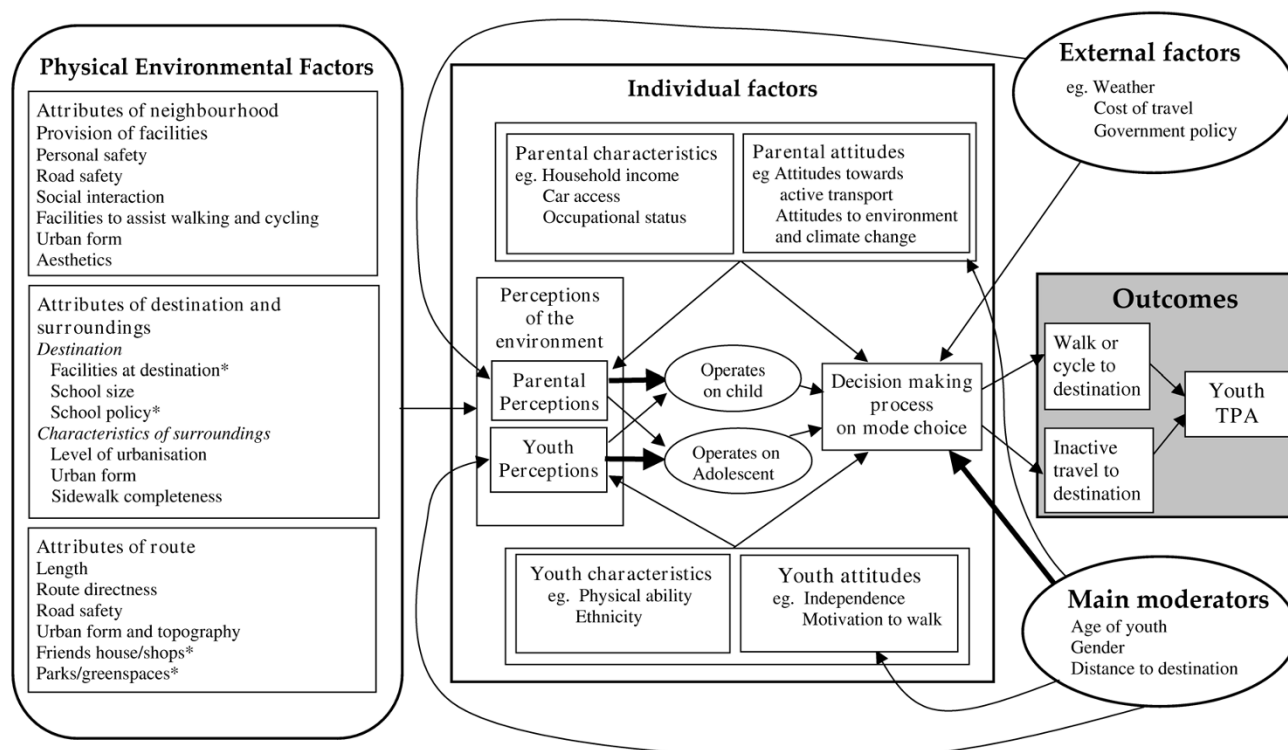 Physical Environmental Factors
Attributes of neighbourhood
Provision of facilities
Personal safety
Road safety
Social interaction
Facilities to assist walking and cycling
Urban form
Aesthetics
Attributes of destination and
surroundings
Destination
Facilities at destination*
School size
School policy*
Characteristics of surroundings
Level of urbanisation
Urban form
Sidewalk completeness
Attributes of route
Length
Route directness
Road safety
Urban form and topography
Friends house/shops*
Parks/greenspaces*
Individual factors
Parental characteristics
eg. Household income
Car access
Occupational status
Parental attitudes
eg Attitudes towards
active transport
Attitudes to environment
and climate change
Perceptions
of the
environment
Parental
Perceptions
Youth
Perceptions
Operates
on child
Operates on
Adolescent
Decision making
process
on mode choice
Youth characteristics
eg. Physical ability
Ethnicity
Youth attitudes
eg. Independence
Motivation to walk
External factors
eg. Weather
Cost of travel
Government policy
Outcomes
Walk or
cycle to
destination
Inactive
travel to
destination
Youth
TPA
Main moderators
Age of youth
Gender
Distance to destination